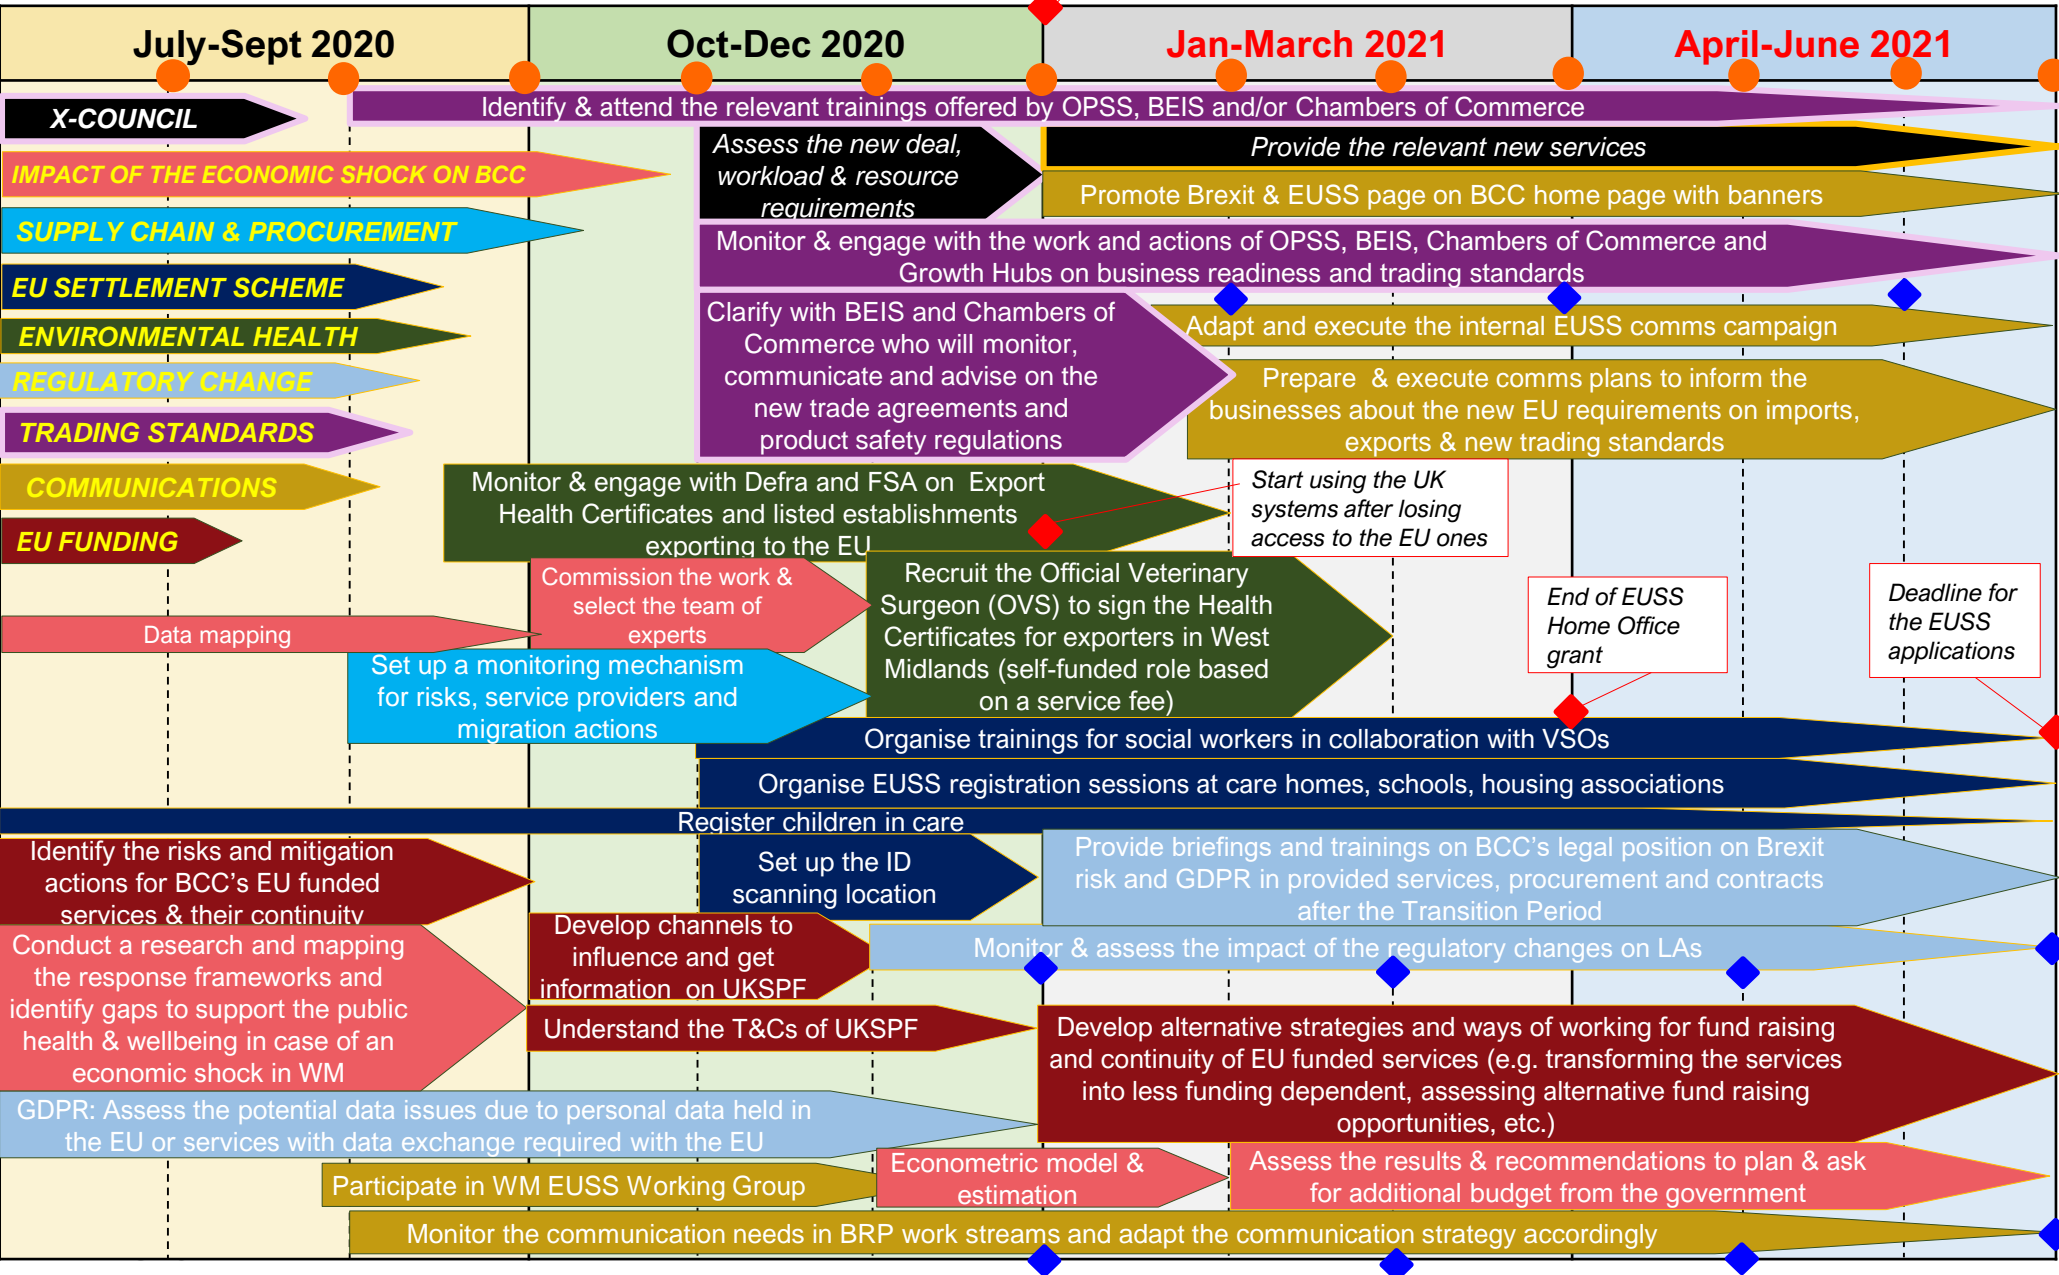 July-Sept 2020
Oct-Dec 2020
Jan-March 2021
April-June 2021
X-COUNCIL
Identify & attend the relevant trainings offered by OPSS, BEIS and/or Chambers of Commerce
IMPACT OF THE ECONOMIC SHOCK ON BCC
Assess the new deal,
workload & resource
requirements
Provide the relevant new services
Promote Brexit & EUSS page on BCC home page with banners
SUPPLY CHAIN & PROCUREMENT
Monitor & engage with the work and actions of OPSS, BEIS, Chambers of Commerce and
Growth Hubs on business readiness and trading standards
EU SETTLEMENT SCHEME
ENVIRONMENTAL HEALTH
REGULATORY CHANGE
TRADING STANDARDS
COMMUNICATIONS
EU FUNDING
Clarify with BEIS and Chambers of
Commerce who will monitor,
communicate and advise on the
new trade agreements and
product safety regulations
Adapt and execute the internal EUSS comms campaign
Prepare & execute comms plans to inform the
businesses about the new EU requirements on imports,
exports & new trading standards
Monitor & engage with Defra and FSA on Export
Health Certificates and listed establishments
exporting to the EU
Start using the UK
systems after losing
access to the EU ones
Commission the work &
select the team of
experts
Recruit the Official Veterinary
Surgeon (OVS) to sign the Health
Certificates for exporters in West
Midlands (self-funded role based
on a service fee)
End of EUSS
Home Office
grant
Deadline for
the EUSS
applications
Data mapping
Set up a monitoring mechanism
for risks, service providers and
migration actions
Organise trainings for social workers in collaboration with VSOs
Organise EUSS registration sessions at care homes, schools, housing associations
Register children in care
Identify the risks and mitigation
actions for BCC's EU funded
services & their continuity
Set up the ID
scanning location
Provide briefings and trainings on BCC's legal position on Brexit
risk and GDPR in provided services, procurement and contracts
after the Transition Period
Develop channels to
influence and get
information on UKSPF
Monitor & assess the impact of the regulatory changes on LAs
Conduct a research and mapping
the response frameworks and
identify gaps to support the public
health & wellbeing in case of an
economic shock in WM
Understand the T&Cs of UKSPF
Develop alternative strategies and ways of working for fund raising
and continuity of EU funded services (e.g. transforming the services
into less funding dependent, assessing alternative fund raising
opportunities, etc.)
GDPR: Assess the potential data issues due to personal data held in
the EU or services with data exchange required with the EU
Participate in WM EUSS Working Group
Econometric model &
estimation
Assess the results & recommendations to plan & ask
for additional budget from the government
Monitor the communication needs in BRP work streams and adapt the communication strategy accordingly